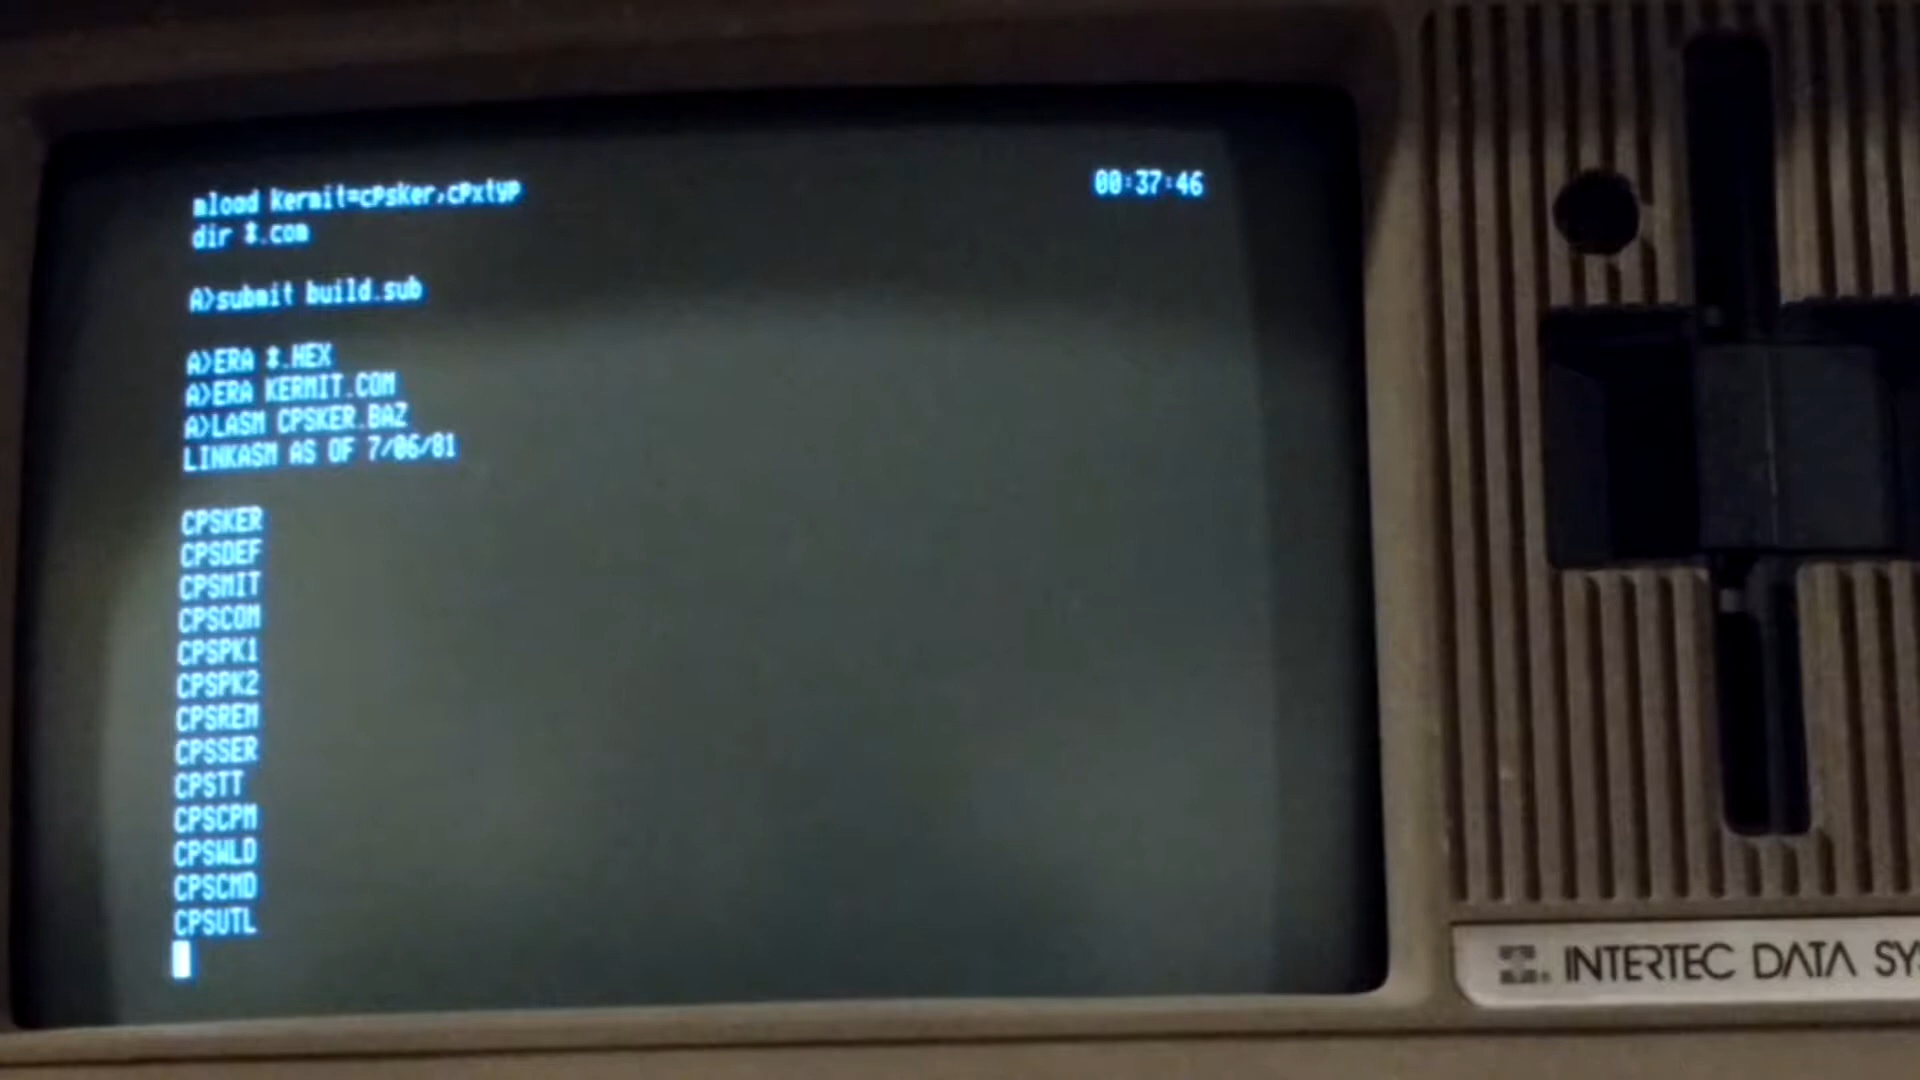 mload kermit=cpsker,cpxtyp
00:37:46
dir *.com
A>submit build.sub
A>ERA *.HEX
A>ERA KERMIT.COM
A>LASM CPSKER.BAZ
LINKASM AS OF 7/06/81
CPSKER
CPSDEF
CPSMIT
CPSCOM
CPSPK1
CPSPK2
CPSREM
CPSSER
CPSTT
CPSCPM
CPSWLD
CPSCMD
CPSUTL
INTERTEC DATA SYS